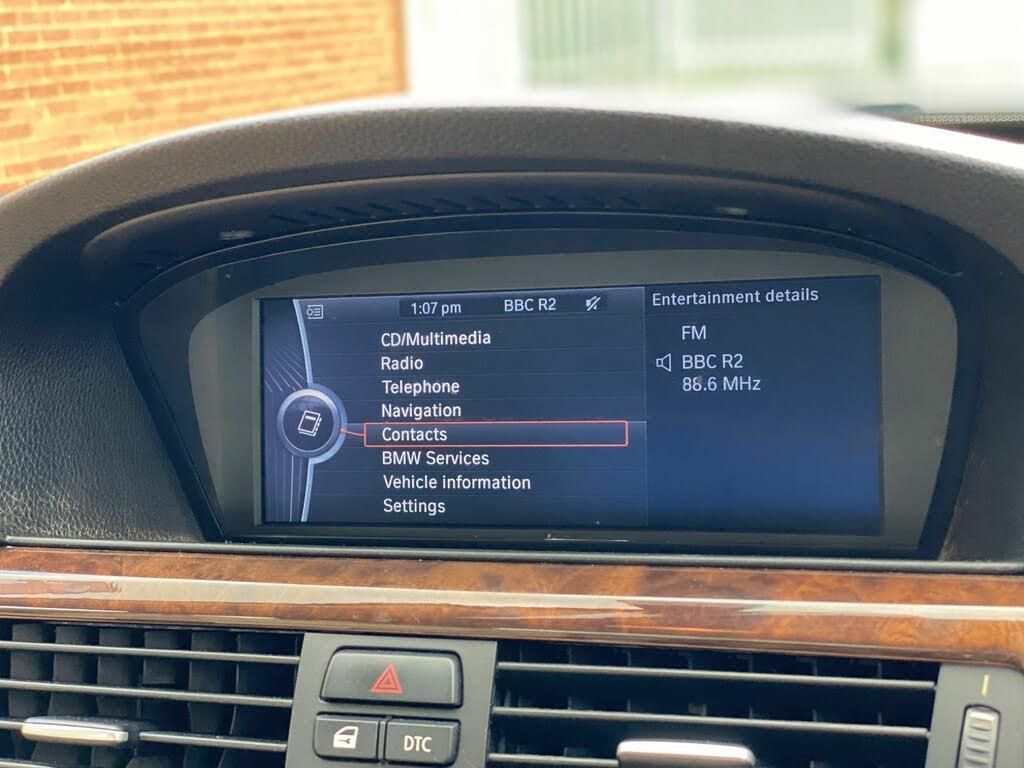 1:07 pm BBC R2
CD/Multimedia
Radio
Telephone
Navigation
Contacts
BMW Services
Vehicle information
Settings
Entertainment details
FM
BBC R2
88.6 MHz
DTC